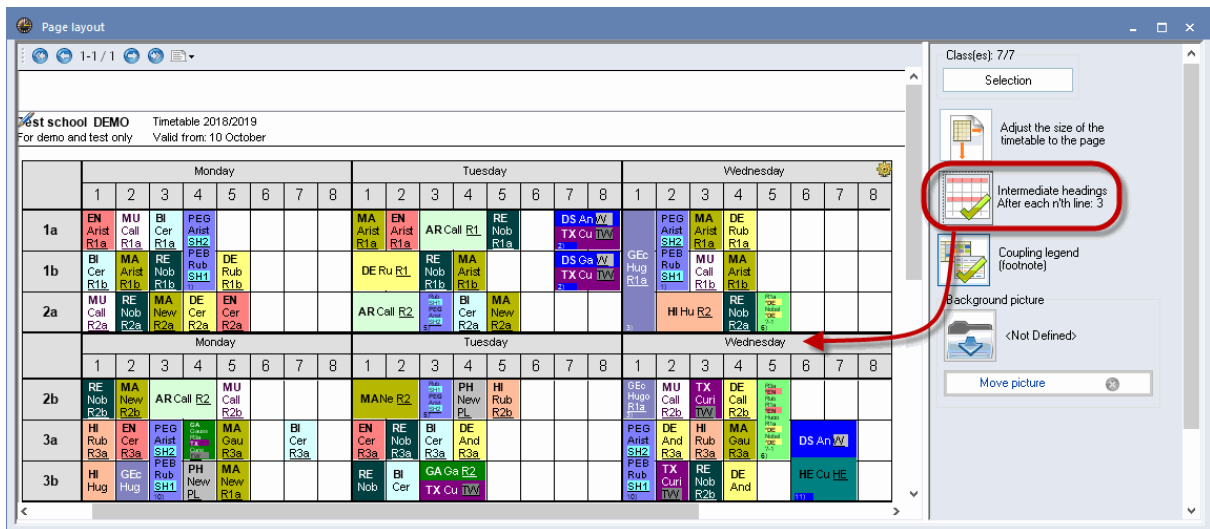 Page layout
1-1 / 1
Class(es): 7/7
Selection
Adjust the size of the
timetable to the page
Intermediate headings
After each n'th line: 3
Coupling legend
(footnote)
Background picture
<Not Defined>
Move picture
Test school DEMO Timetable 2018/2019
For demo and test only Valid from: 10 October
Monday Tuesday Wednesday
1 2 3 4 5 6 7 8 1 2 3 4 5 6 7 8 1 2 3 4 5 6 7 8
1a
EN MU BI PEG MA EN AR Call R1 RE DS An W PEG MA DE
Arist Call Cer Arist Arist Arist Nob TX Cu TW Arist Arist Rub
R1a R1a R1a SH2 R1a R1a R1a 2) SH2 R1a R1a
1b
BI MA RE PEB DE DE Ru R1 RE MA DS Ga W GEc PEB MU MA
Cer Arist Nob Rub Rub Nob Arist TX Cu TW Hug Rub Call Arist
R1b R1b R1b SH1 R1b R1b R1b 2) R1a SH1 R1b R1b
1) 1)
2a
MU RE MA DE EN AR Call R2 BI MA HI Hu R2 RE
Call Nob New Cer Cer Cer New Nob
R2a R2a R2a R2a R2a R2a R2a 3) R2a 6)
Monday Tuesday Wednesday
1 2 3 4 5 6 7 8 1 2 3 4 5 6 7 8 1 2 3 4 5 6 7 8
2b
RE MA AR Call R2 MU MA Ne R2 PH HI GEc MU TX DE
Nob New Call New Rub Hugo Call Curi Call
R2b R2b R2b PL R2b R1a R2b TW R2b
3a
HI EN PEG MA BI EN RE BI DE PEG DE HI MA DS An W
Rub Cer Arist Gau Cer Cer Nob Cer And Arist And Rub Gau
R3a R3a SH2 R3a R3a R3a R3a R3a R3a SH2 R3a R3a R3a
3b
HI GEc PEB PH MA RE BI GA Ga R2 PEB TX RE DE HE Cu HE
Hug Hug Rub New New Nob Cer TX Cu TW Rub Curi Nob And
SH1 PL R1a SH1 TW R2b 11)
10) 10)